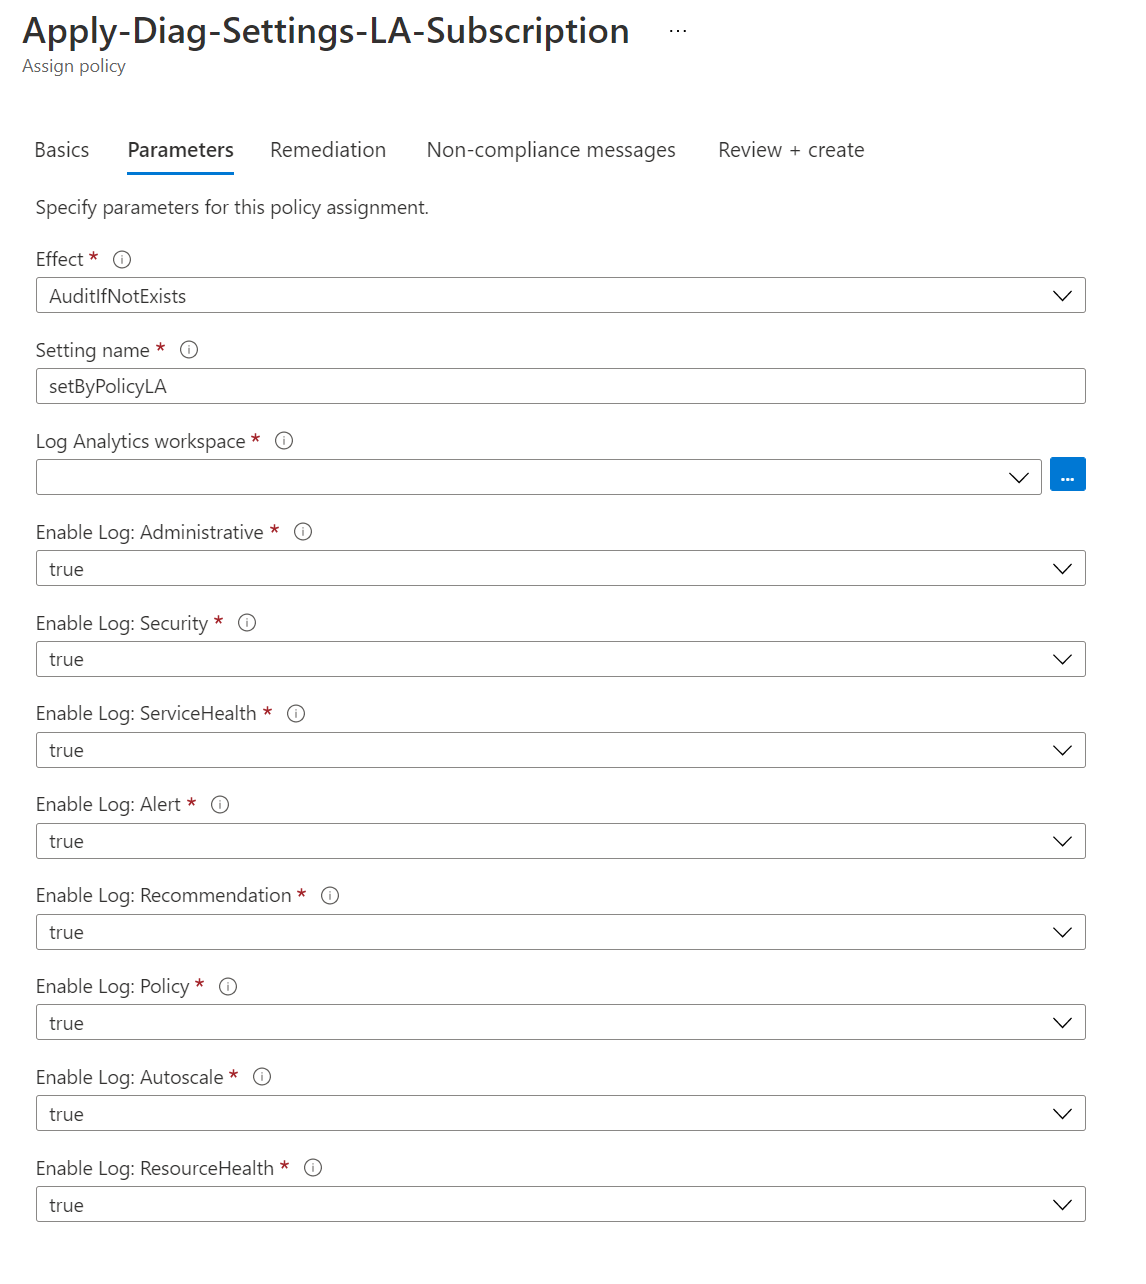 Apply-Diag-Settings-LA-Subscription ...
Assign policy
Basics Parameters Remediation Non-compliance messages Review + create
Specify parameters for this policy assignment.
Effect *
AuditIfNotExists
Setting name *
setByPolicyLA
Log Analytics workspace *
...
Enable Log: Administrative *
true
Enable Log: Security *
true
Enable Log: ServiceHealth *
true
Enable Log: Alert *
true
Enable Log: Recommendation *
true
Enable Log: Policy *
true
Enable Log: Autoscale *
true
Enable Log: ResourceHealth *
true